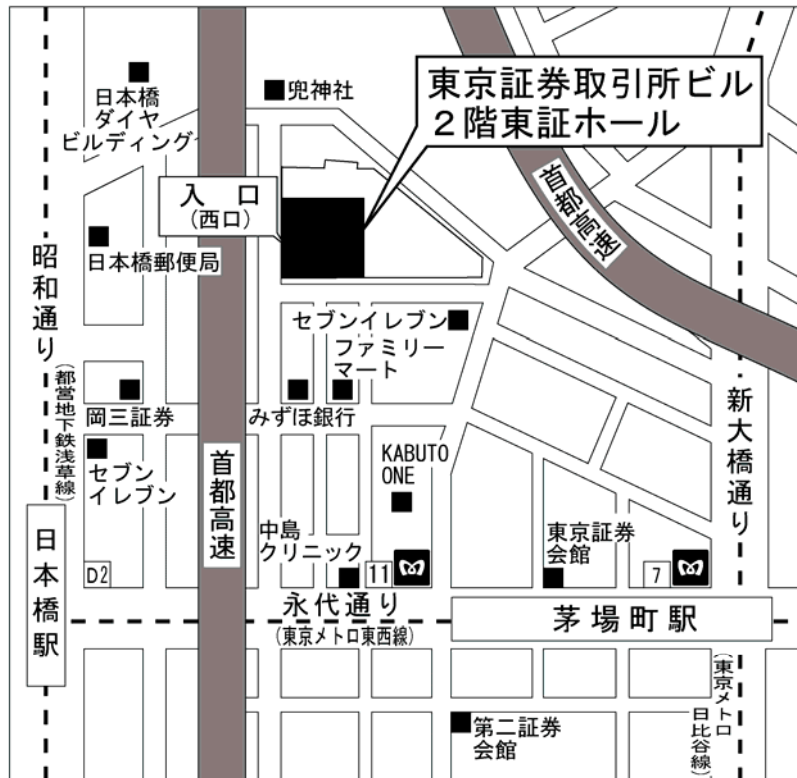 日本橋
ダイヤ
ビルディング
兜神社
東京証券取引所ビル
2階東証ホール
首都高速
入 口
(西口)
日本橋郵便局
昭和通り
(都営地下鉄浅草線)
セブンイレブン
ファミリー
マート
岡三証券
みずほ銀行
新大橋通り
セブン
イレブン
首都高速
KABUTO
ONE
中島
クリニック
東京証券
会館
日本橋駅
D2
11
7
永代通り
(東京メトロ東西線)
茅場町駅
(東京メトロ
日比谷線)
第二証券
会館